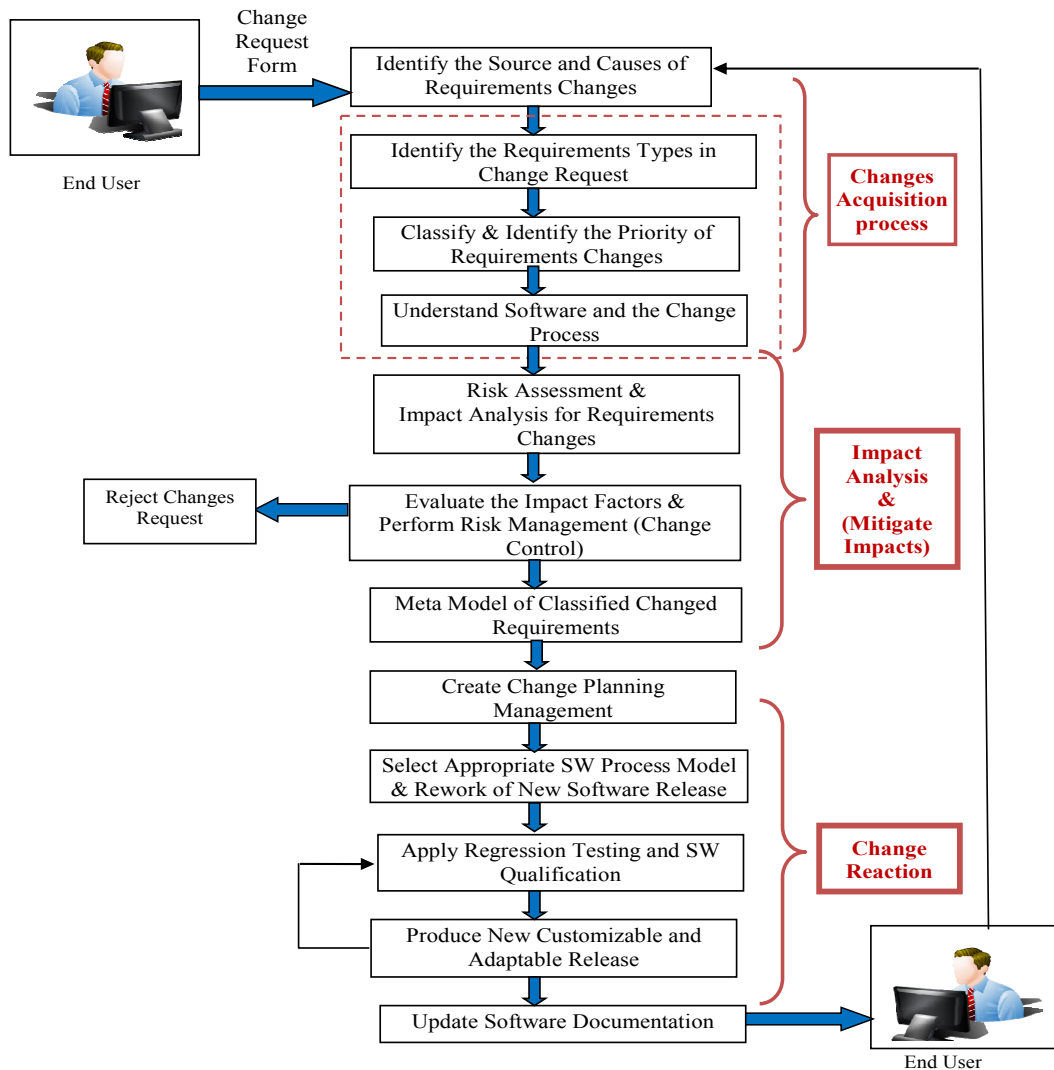 Change
Request
Form
End User
Identify the Source and Causes of
Requirements Changes
Identify the Requirements Types in
Change Request
Classify & Identify the Priority of
Requirements Changes
Understand Software and the Change
Process
Changes
Acquisition
process
Risk Assessment &
Impact Analysis for Requirements
Changes
Reject Changes
Request
Evaluate the Impact Factors &
Perform Risk Management (Change
Control)
Meta Model of Classified Changed
Requirements
Impact
Analysis
&
(Mitigate
Impacts)
Create Change Planning
Management
Select Appropriate SW Process Model
& Rework of New Software Release
Apply Regression Testing and SW
Qualification
Produce New Customizable and
Adaptable Release
Update Software Documentation
Change
Reaction
End User